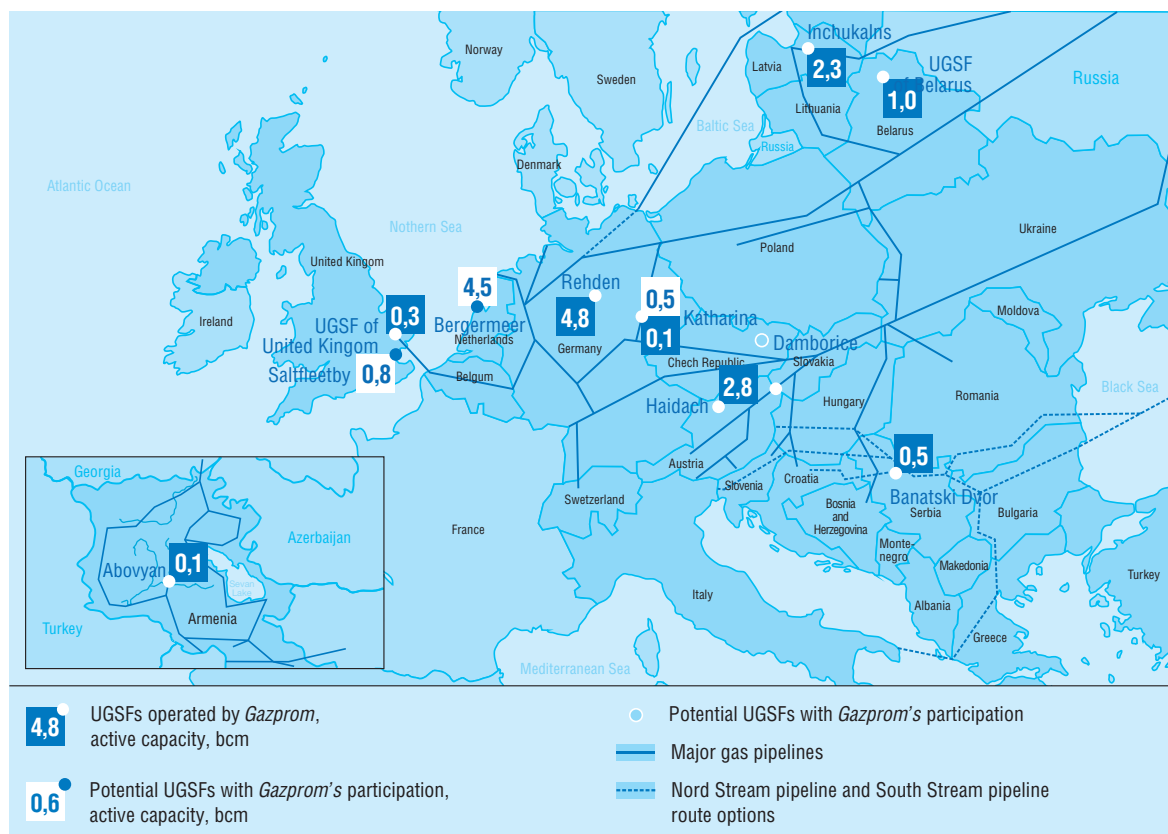 Norway
Sweden
Inchukalns
2,3
Latvia
UGSF
of Belarus
1,0
Russia
Lithuania
Belarus
Baltic Sea
Russia
Denmark
Atlantic Ocean
Nothern Sea
United Kingom
Ireland
Poland
Ukraine
Moldova
4,5
Bergermeer
Netherlands
Rehden
4,8
Germany
0,5
0,1
Katharina
Damborice
0,3
UGSF of
United Kingom
Saltfleetby
0,8
Belgum
Chech Republic
Slovakia
2,8
Haidach
Hungary
Romania
Black Sea
Austria
Slovenia
Croatia
0,5
Banatski Dvor
Serbia
Bulgaria
Swetzerland
Bosnia
and
Herzegovina
Monte-
negro
Makedonia
France
Italy
Albania
Greece
Turkey
Mediterranean Sea
Georgia
Azerbaijan
0,1
Abovyan
Sevan
Lake
Armenia
Turkey
4,8
UGSFs operated by Gazprom,
active capacity, bcm
0,6
Potential UGSFs with Gazprom's participation,
active capacity, bcm
Potential UGSFs with Gazprom's participation
Major gas pipelines
Nord Stream pipeline and South Stream pipeline
route options